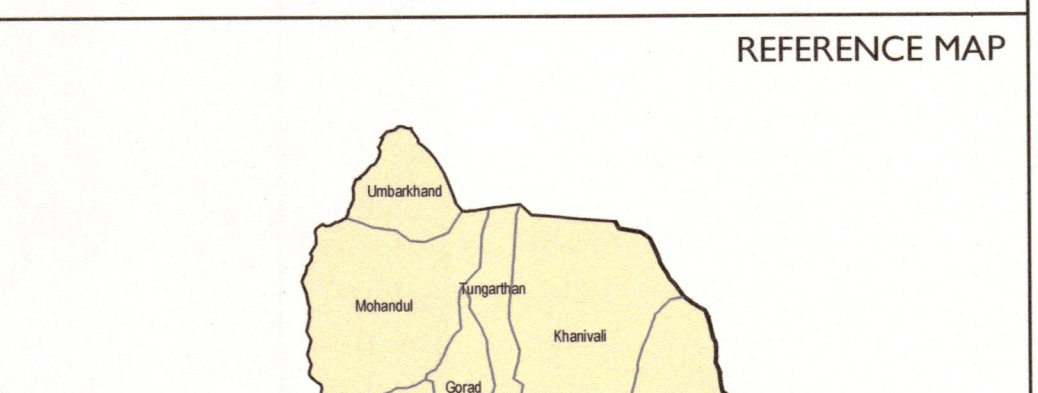 REFERENCE MAP
Umbarkhand
Tungarthan
Mohandul
Khanivali
Gorad